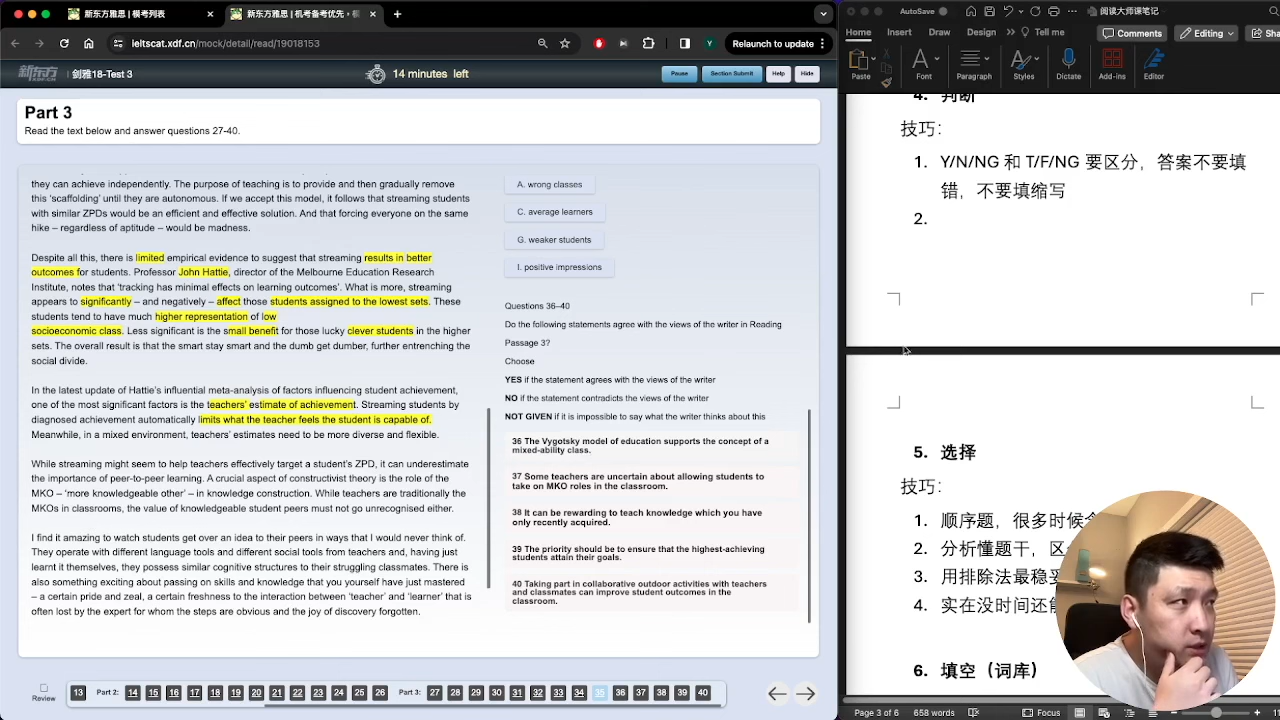 新东方雅思 | 模考列表
新东方雅思 | 机考备考优先 •
Relaunch to update
ieltscat.xdf.cn/mock/detail/read/19018153
新东方
剑雅18-Test 3
Pause
Section Submit
Help
Hide
Part 3
Read the text below and answer questions 27-40.
they can achieve independently. The purpose of teaching is to provide and then gradually remove
this 'scaffolding' until they are autonomous. If we accept this model, it follows that streaming students
with similar ZPDs would be an efficient and effective solution. And that forcing everyone on the same
hike – regardless of aptitude – would be madness.
Despite all this, there is limited empirical evidence to suggest that streaming results in better
outcomes for students. Professor John Hattie, director of the Melbourne Education Research
Institute, notes that 'tracking has minimal effects on learning outcomes'. What is more, streaming
appears to significantly – and negatively – affect those students assigned to the lowest sets. These
students tend to have much higher representation of low
socioeconomic class. Less significant is the small benefit for those lucky clever students in the higher
sets. The overall result is that the smart stay smart and the dumb get dumber, further entrenching the
social divide.
In the latest update of Hattie's influential meta-analysis of factors influencing student achievement,
one of the most significant factors is the teachers' estimate of achievement. Streaming students by
diagnosed achievement automatically limits what the teacher feels the student is capable of.
Meanwhile, in a mixed environment, teachers' estimates need to be more diverse and flexible.
While streaming might seem to help teachers effectively target a student's ZPD, it can underestimate
the importance of peer-to-peer learning. A crucial aspect of constructivist theory is the role of the
MKO – 'more knowledgeable other' – in knowledge construction. While teachers are traditionally the
MKOs in classrooms, the value of knowledgeable student peers must not go unrecognised either.
I find it amazing to watch students get over an idea to their peers in ways that I would never think of.
They operate with different language tools and different social tools from teachers and, having just
learnt it themselves, they possess similar cognitive structures to their struggling classmates. There is
also something exciting about passing on skills and knowledge that you yourself have just mastered
– a certain pride and zeal, a certain freshness to the interaction between 'teacher' and 'learner' that is
often lost by the expert for whom the steps are obvious and the joy of discovery forgotten.
A. wrong classes
C. average learners
G. weaker students
I. positive impressions
Questions 36-40
Do the following statements agree with the views of the writer in Reading
Passage 3?
Choose
YES if the statement agrees with the views of the writer
NO if the statement contradicts the views of the writer
NOT GIVEN if it is impossible to say what the writer thinks about this
36 The Vygotsky model of education supports the concept of a
mixed-ability class.
37 Some teachers are uncertain about allowing students to
take on MKO roles in the classroom.
38 It can be rewarding to teach knowledge which you have
only recently acquired.
39 The priority should be to ensure that the highest-achieving
students attain their goals.
40 Taking part in collaborative outdoor activities with teachers
and classmates can improve student outcomes in the
classroom.
Review
13 Part 2: 14 15 16 17 18 19 20 21 22 23 24 25 26 Part 3: 27 28 29 30 31 32 33 34 35 36 37 38 39 40
AutoSave
阅读大师课笔记
Home Insert Draw Design Tell me
Comments Editing Sha
Paste Font Paragraph Styles Dictate Add-ins Editor
4. 判断
技巧：
1. Y/N/NG 和 T/F/NG 要区分，答案不要填
错，不要填缩写
2.
5. 选择
技巧：
1. 顺序题，很多时候
2. 分析懂题干，
3. 用排除法最稳
4. 实在没时间还
6. 填空（词库）
Page 3 of 6 658 words Focus